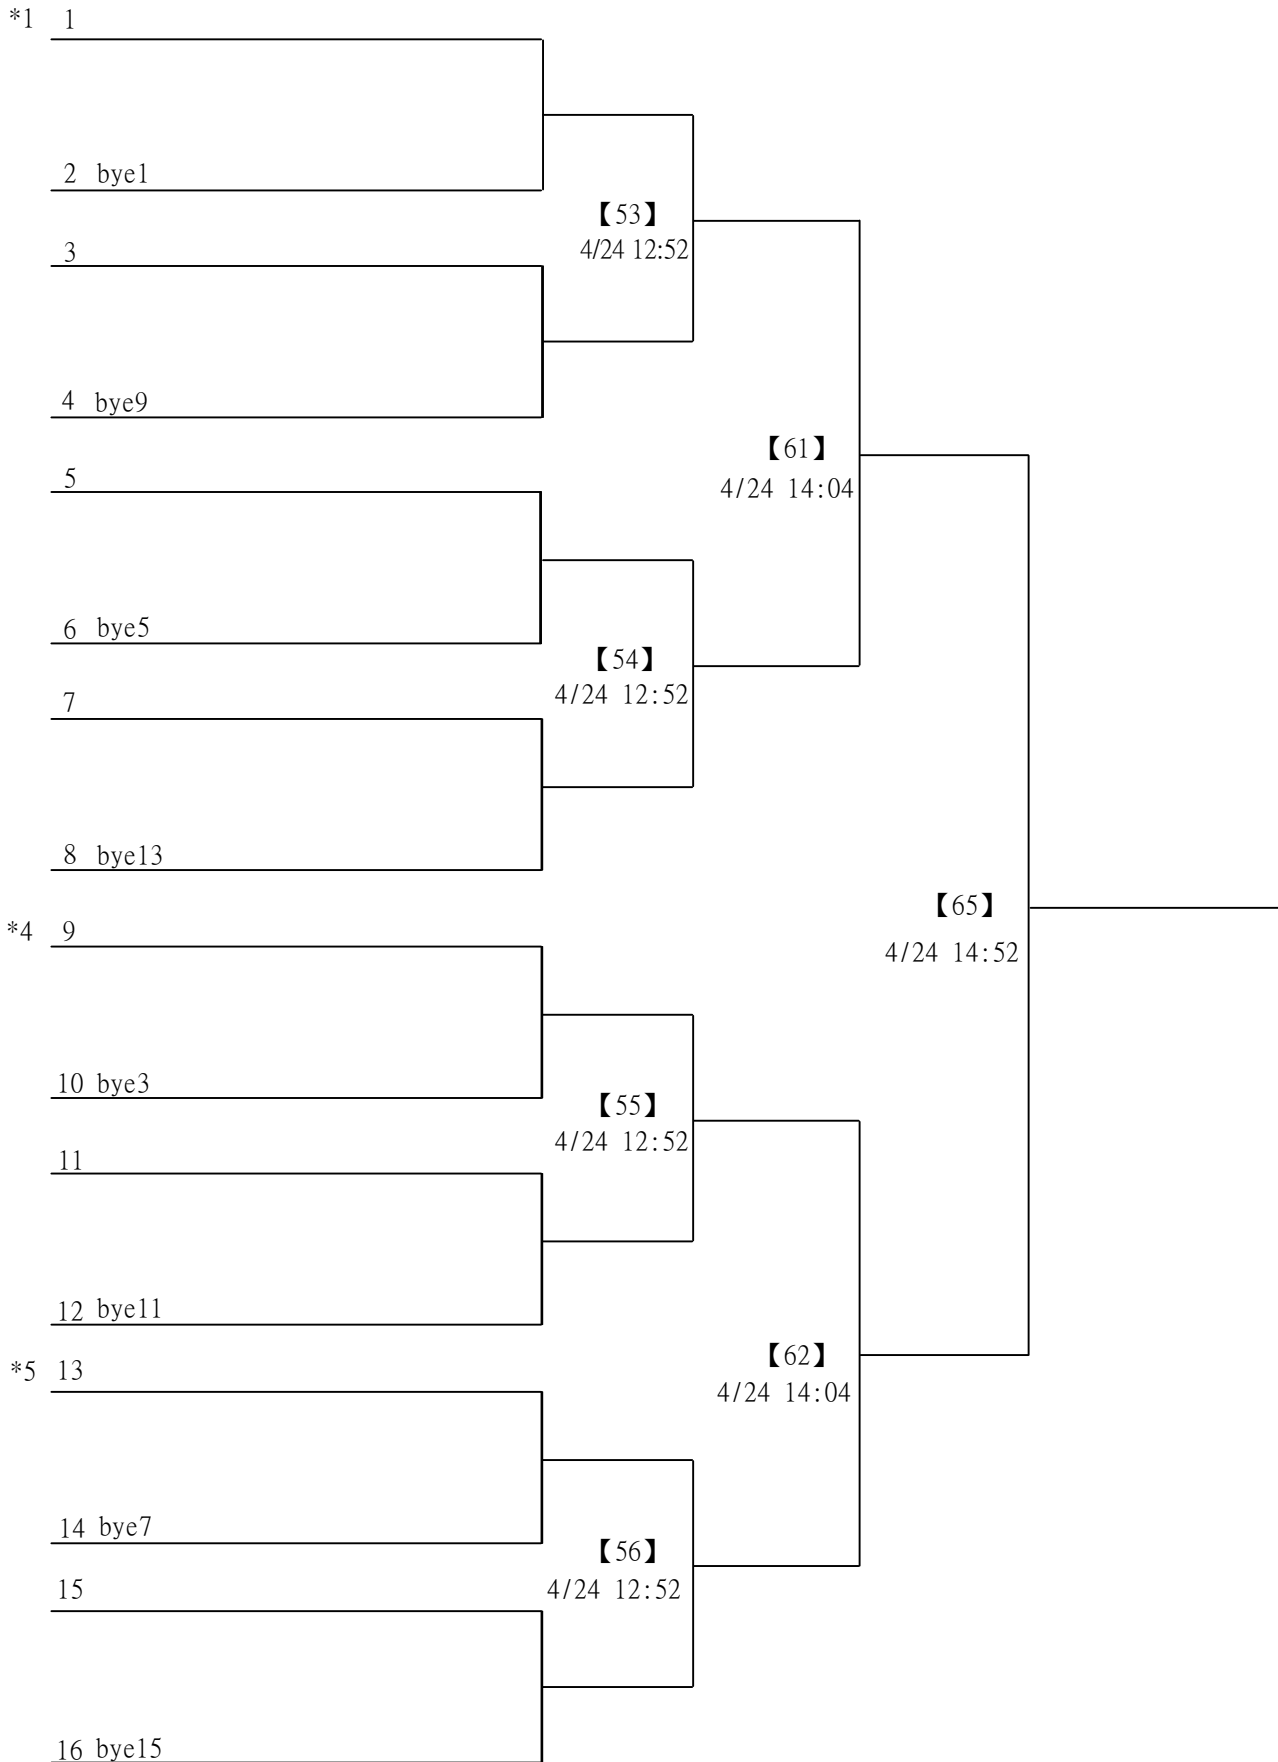 *1 1
2 bye1
【53】
4/24 12:52
3
4 bye9
【61】
4/24 14:04
5
6 bye5
【54】
4/24 12:52
7
8 bye13
【65】
4/24 14:52
*4 9
10 bye3
【55】
4/24 12:52
11
12 bye11
【62】
4/24 14:04
*5 13
14 bye7
【56】
4/24 12:52
15
16 bye15